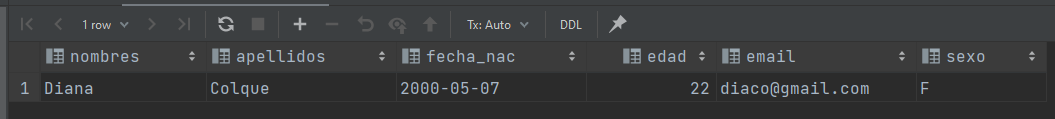 1 row Tx: Auto DDL
nombres apellidos fecha_nac edad email sexo
1 Diana Colque 2000-05-07 22 diaco@gmail.com F